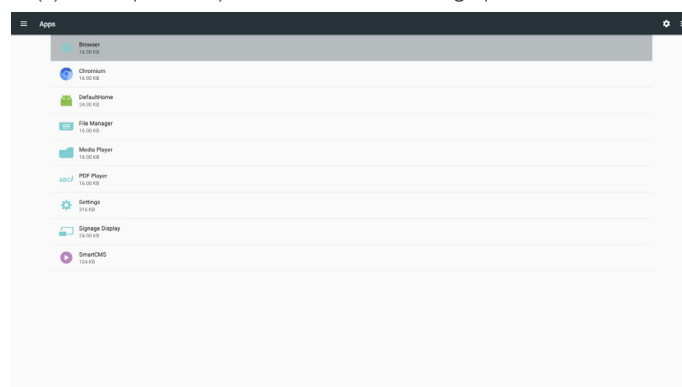 Apps
Browser
16.00 KB
Chromium
16.00 KB
DefaultHome
24.00 KB
File Manager
16.00 KB
Media Player
16.00 KB
ABC
PDF Player
16.00 KB
Settings
316 KB
Signage Display
24.00 KB
SmartCMS
104 KB